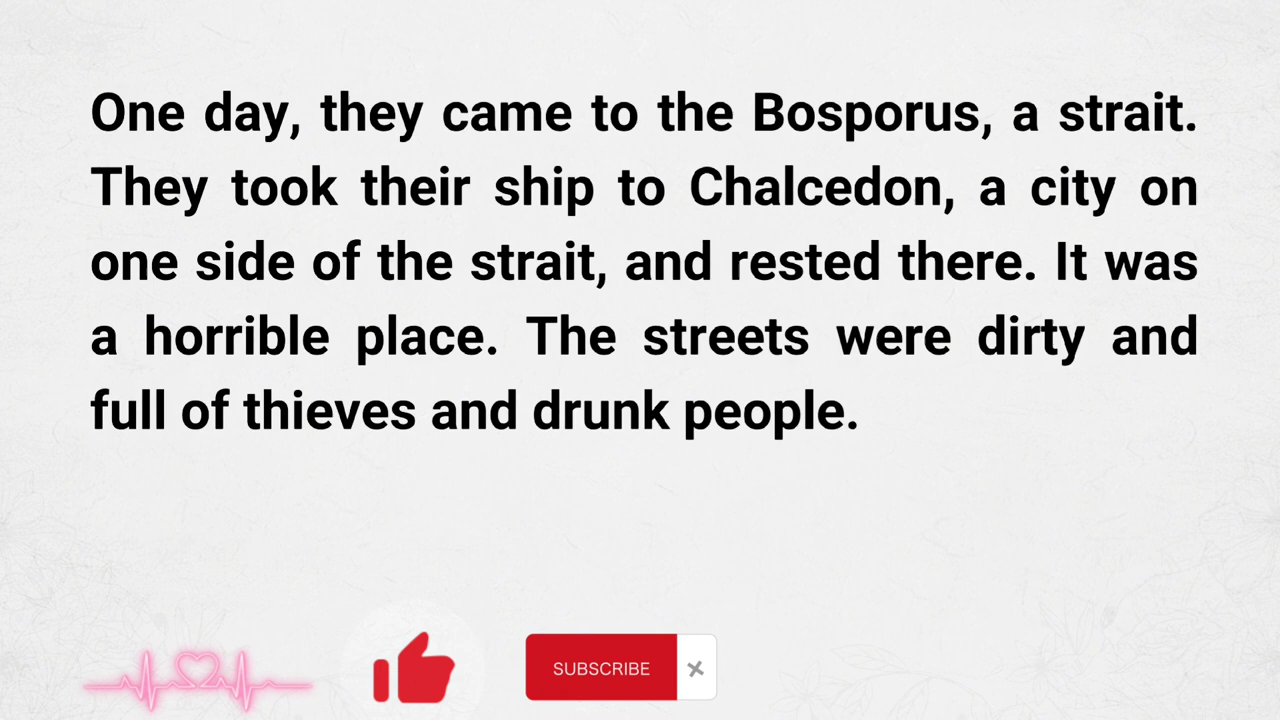 One day, they came to the Bosporus, a strait.
They took their ship to Chalcedon, a city on
one side of the strait, and rested there. It was
a horrible place. The streets were dirty and
full of thieves and drunk people.
SUBSCRIBE